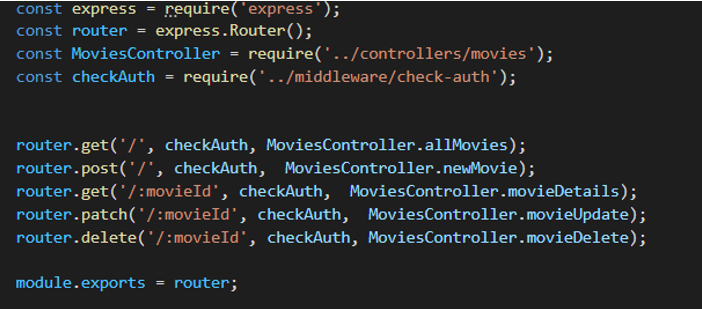 const express = require('express');
const router = express.Router();
const MoviesController = require('../controllers/movies');
const checkAuth = require('../middleware/check-auth');
router.get('/', checkAuth, MoviesController.allMovies);
router.post('/', checkAuth,  MoviesController.newMovie);
router.get('/:movieId', checkAuth,  MoviesController.movieDetails);
router.patch('/:movieId', checkAuth,  MoviesController.movieUpdate);
router.delete('/:movieId', checkAuth, MoviesController.movieDelete);
module.exports = router;